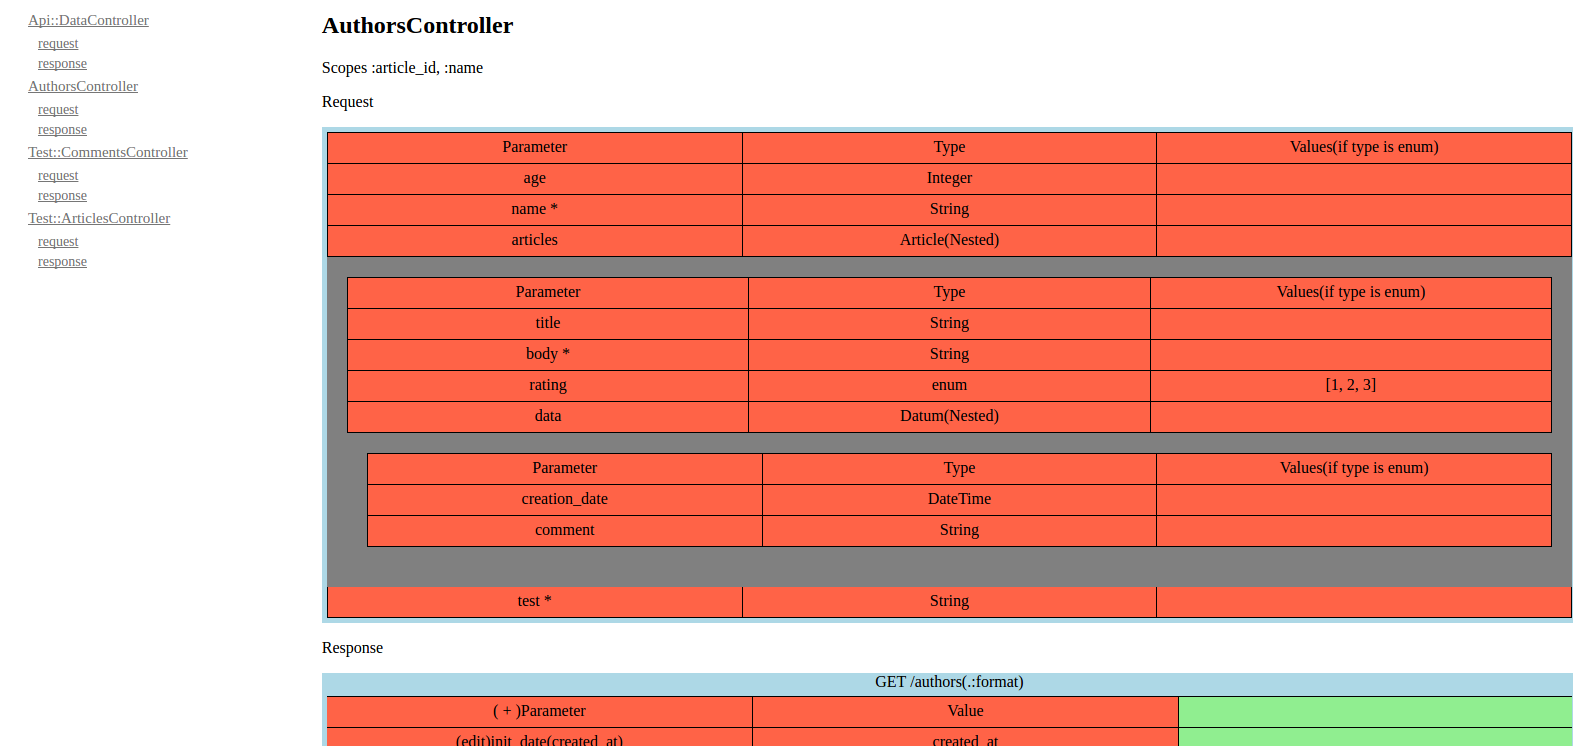 Api::DataController
request
response
AuthorsController
request
response
Test::CommentsController
request
response
Test::ArticlesController
request
response
AuthorsController
Scopes :article_id, :name
Request
Parameter Type Values(if type is enum)
age Integer
name * String
articles Article(Nested)
Parameter Type Values(if type is enum)
title String
body * String
rating enum [1, 2, 3]
data Datum(Nested)
Parameter Type Values(if type is enum)
creation_date DateTime
comment String
test * String
Response
GET /authors(.:format)
( + )Parameter Value
(edit)init_date(created_at) created_at